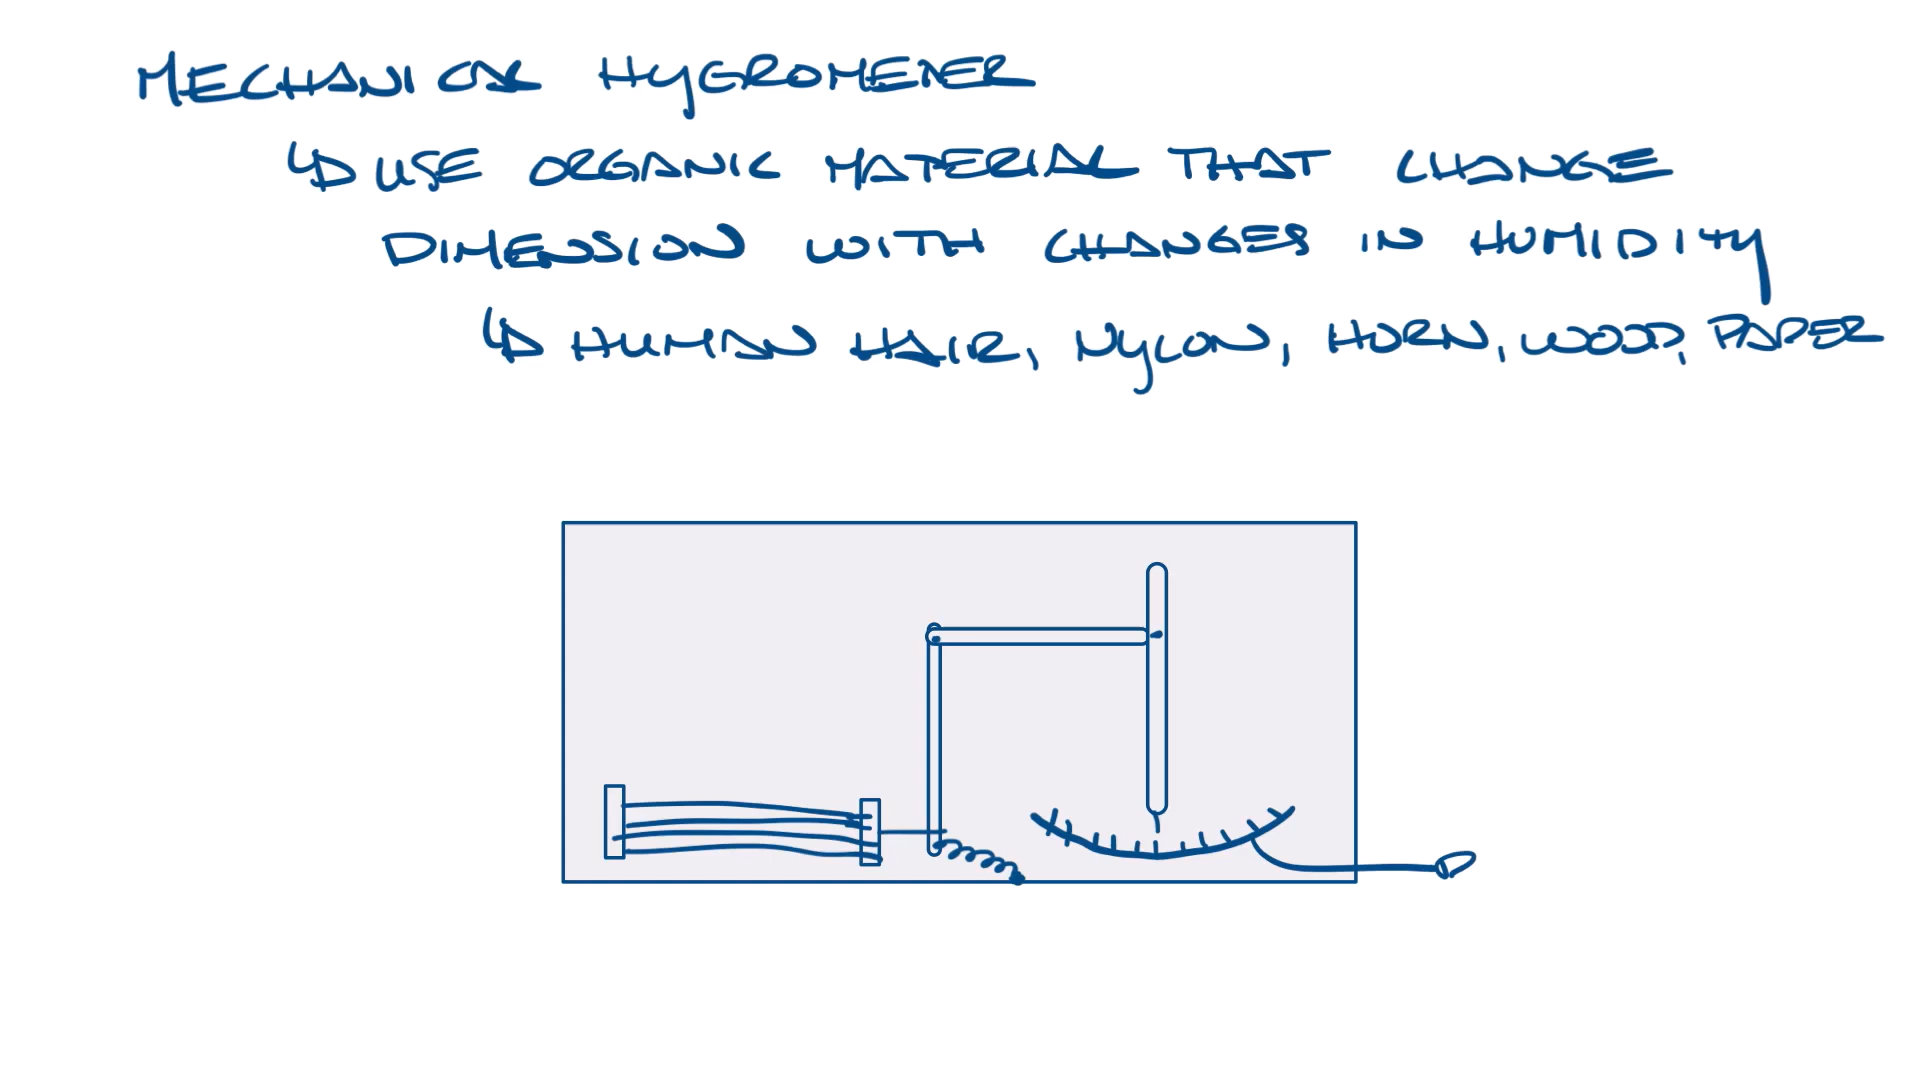 MECHANICAL HYGROMETER
↳ USE ORGANIC MATERIAL THAT CHANGE
DIMENSION WITH CHANGES IN HUMIDITY
↳ HUMAN HAIR, NYLON, HORN, WOOD, PAPER